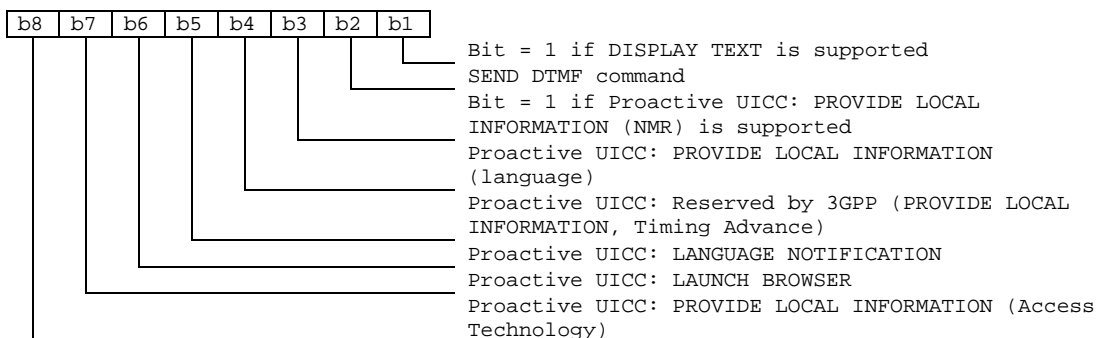 b8 b7 b6 b5 b4 b3 b2 b1
Bit = 1 if DISPLAY TEXT is supported
SEND DTMF command
Bit = 1 if Proactive UICC: PROVIDE LOCAL
INFORMATION (NMR) is supported
Proactive UICC: PROVIDE LOCAL INFORMATION
(language)
Proactive UICC: Reserved by 3GPP (PROVIDE LOCAL
INFORMATION, Timing Advance)
Proactive UICC: LANGUAGE NOTIFICATION
Proactive UICC: LAUNCH BROWSER
Proactive UICC: PROVIDE LOCAL INFORMATION (Access
Technology)